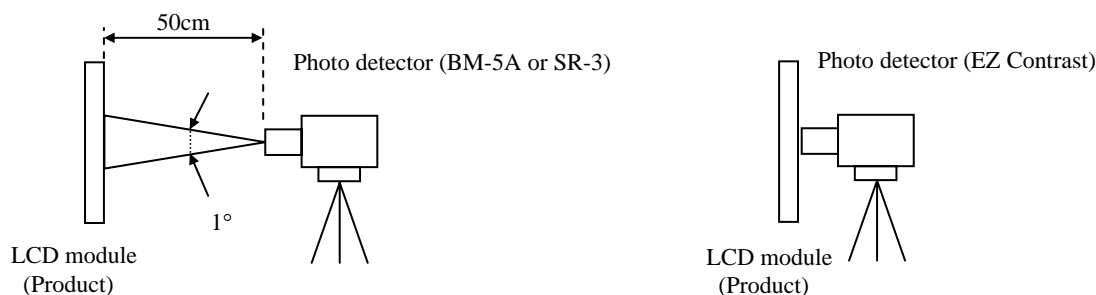 50cm
Photo detector (BM-5A or SR-3)
1°
LCD module
(Product)
Photo detector (EZ Contrast)
LCD module
(Product)